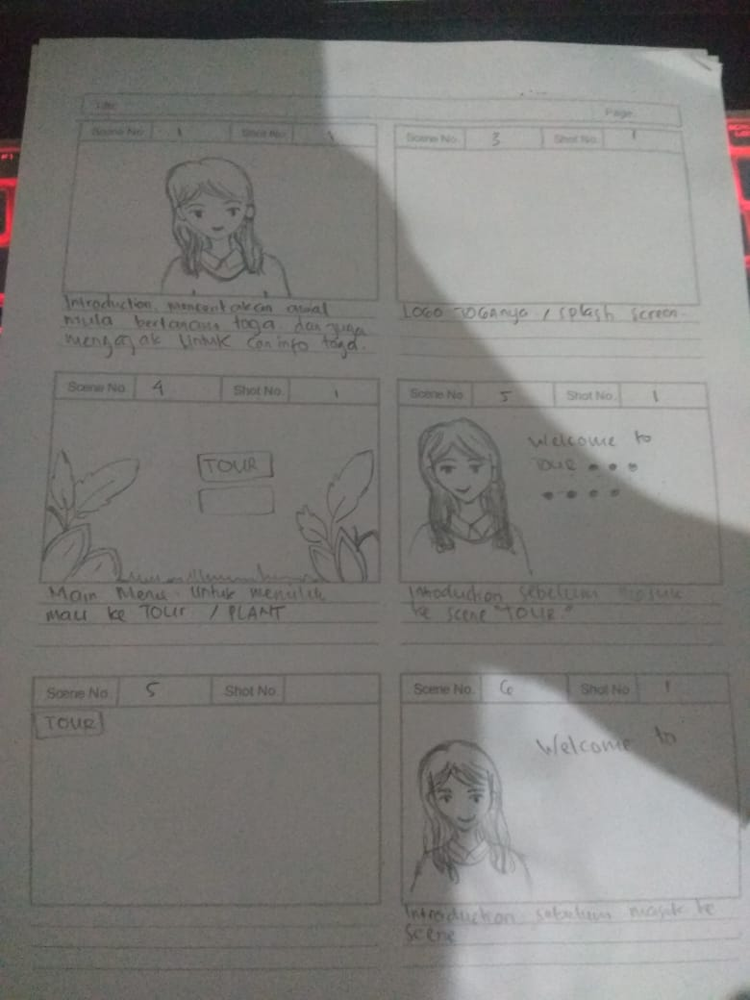 Title
Page
Scene No. 1 Shot No. 1
Introduction. menceritakan awal
mula bertanam toga. dan juga
mengajak untuk cari info toga.
Scene No. 3 Shot No. 1
LOGO TOGAnya / splash screen.
Scene No. 4 Shot No. 1
TOUR
Main Menu. Untuk memilih
mau ke TOUR / PLANT
Scene No. 5 Shot No. 1
Welcome to
TOUR
Introduction sebelum masuk
ke scene "TOUR."
Scene No. 5 Shot No.
TOUR
Scene No. 6 Shot No. 1
Welcome to
Introduction sebelum masuk ke
scene